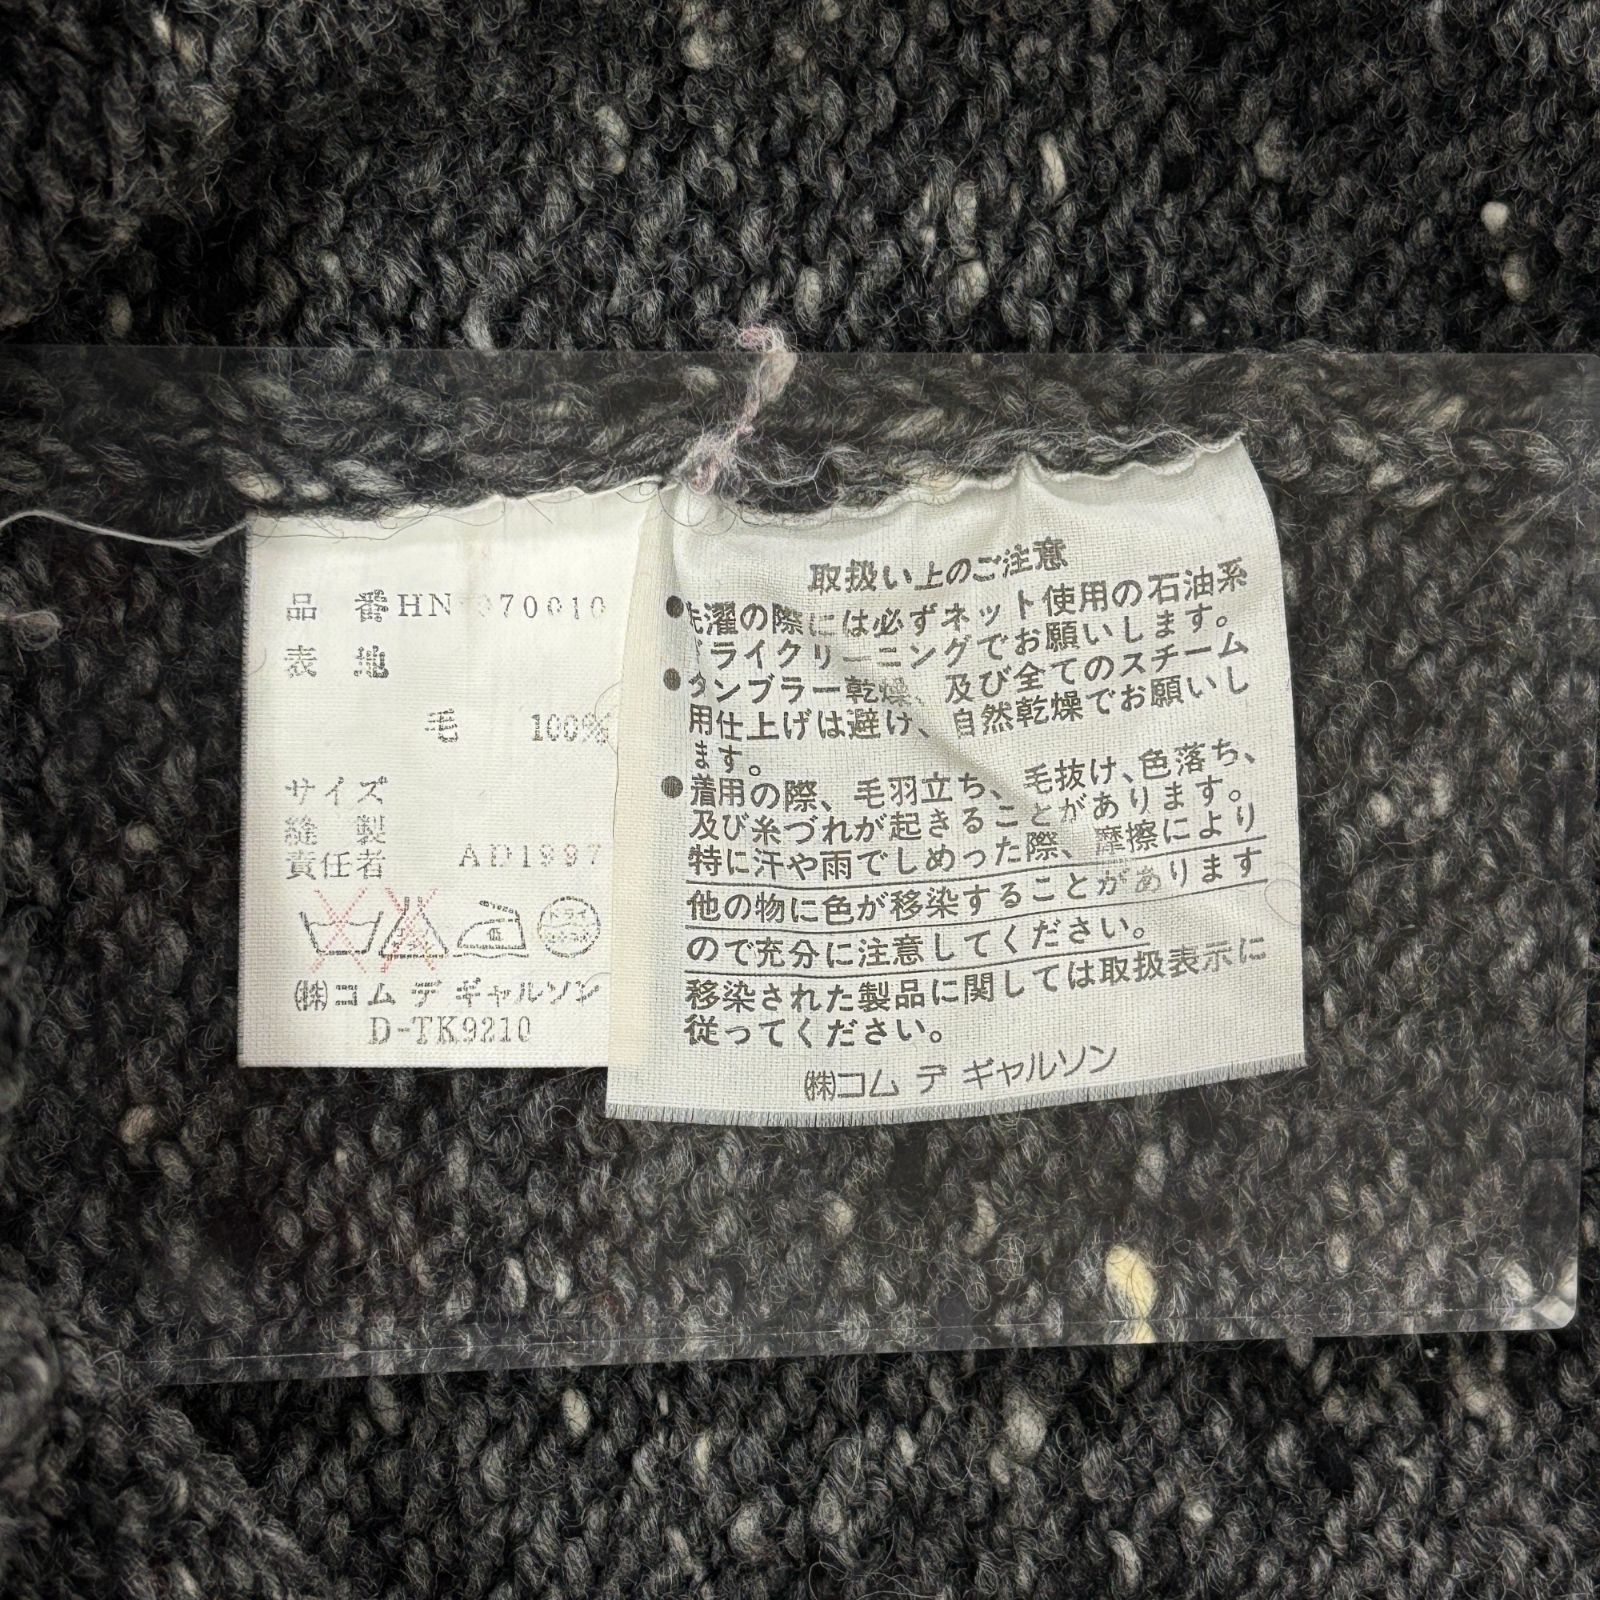 品 番 HN 070010
表 地
毛 100%
サイズ
縫 製
責任者 AD1997
低
ドライ
㈱コム デ ギャルソン
D-TK9210
取扱い上のご注意
●洗濯の際には必ずネット使用の石油系
ドライクリーニングでお願いします。
●タンブラー乾燥、及び全てのスチーム
用仕上げは避け、自然乾燥でお願いし
ます。
●着用の際、毛羽立ち、毛抜け、色落ち、
及び糸づれが起きることがあります。
特に汗や雨でしめった際、摩擦により
他の物に色が移染することがあります
ので充分に注意してください。
移染された製品に関しては取扱表示に
従ってください。
㈱コム デ ギャルソン